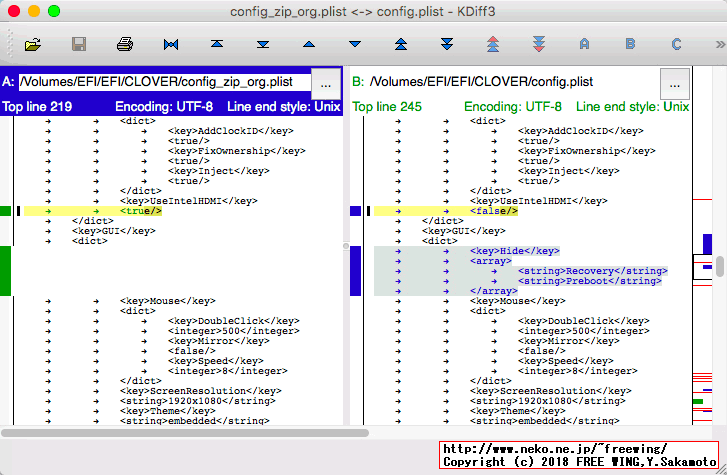 config_zip_org.plist <-> config.plist - KDiff3
A B C »
A: /Volumes/EFI/EFI/CLOVER/config_zip_org.plist ...
Top line 219 Encoding: UTF-8 Line end style: Unix
<dict>
<key>AddClockID</key>
<true/>
<key>FixOwnership</key>
<true/>
<key>Inject</key>
<true/>
</dict>
<key>UseIntelHDMI</key>
<true/>
</dict>
<key>GUI</key>
<dict>
<key>Mouse</key>
<dict>
<key>DoubleClick</key>
<integer>500</integer>
<key>Mirror</key>
<false/>
<key>Speed</key>
<integer>8</integer>
</dict>
<key>ScreenResolution</key>
<string>1920x1080</string>
<key>Theme</key>
<string>embedded</string>
B: /Volumes/EFI/EFI/CLOVER/config.plist ...
Top line 245 Encoding: UTF-8 Line end style: Unix
<dict>
<key>AddClockID</key>
<true/>
<key>FixOwnership</key>
<true/>
<key>Inject</key>
<true/>
</dict>
<key>UseIntelHDMI</key>
<false/>
</dict>
<key>GUI</key>
<dict>
<key>Hide</key>
<array>
<string>Recovery</string>
<string>Preboot</string>
</array>
<key>Mouse</key>
<dict>
<key>DoubleClick</key>
<integer>500</integer>
<key>Mirror</key>
<false/>
<key>Speed</key>
<integer>8</integer>
</dict>
<key>ScreenResolution</key>
<string>1920x1080</string>
<key>Theme</key>
<string>embedded</string>
http://www.neko.ne.jp/~freewing/
Copyright (c) 2018 FREE WING,Y.Sakamoto